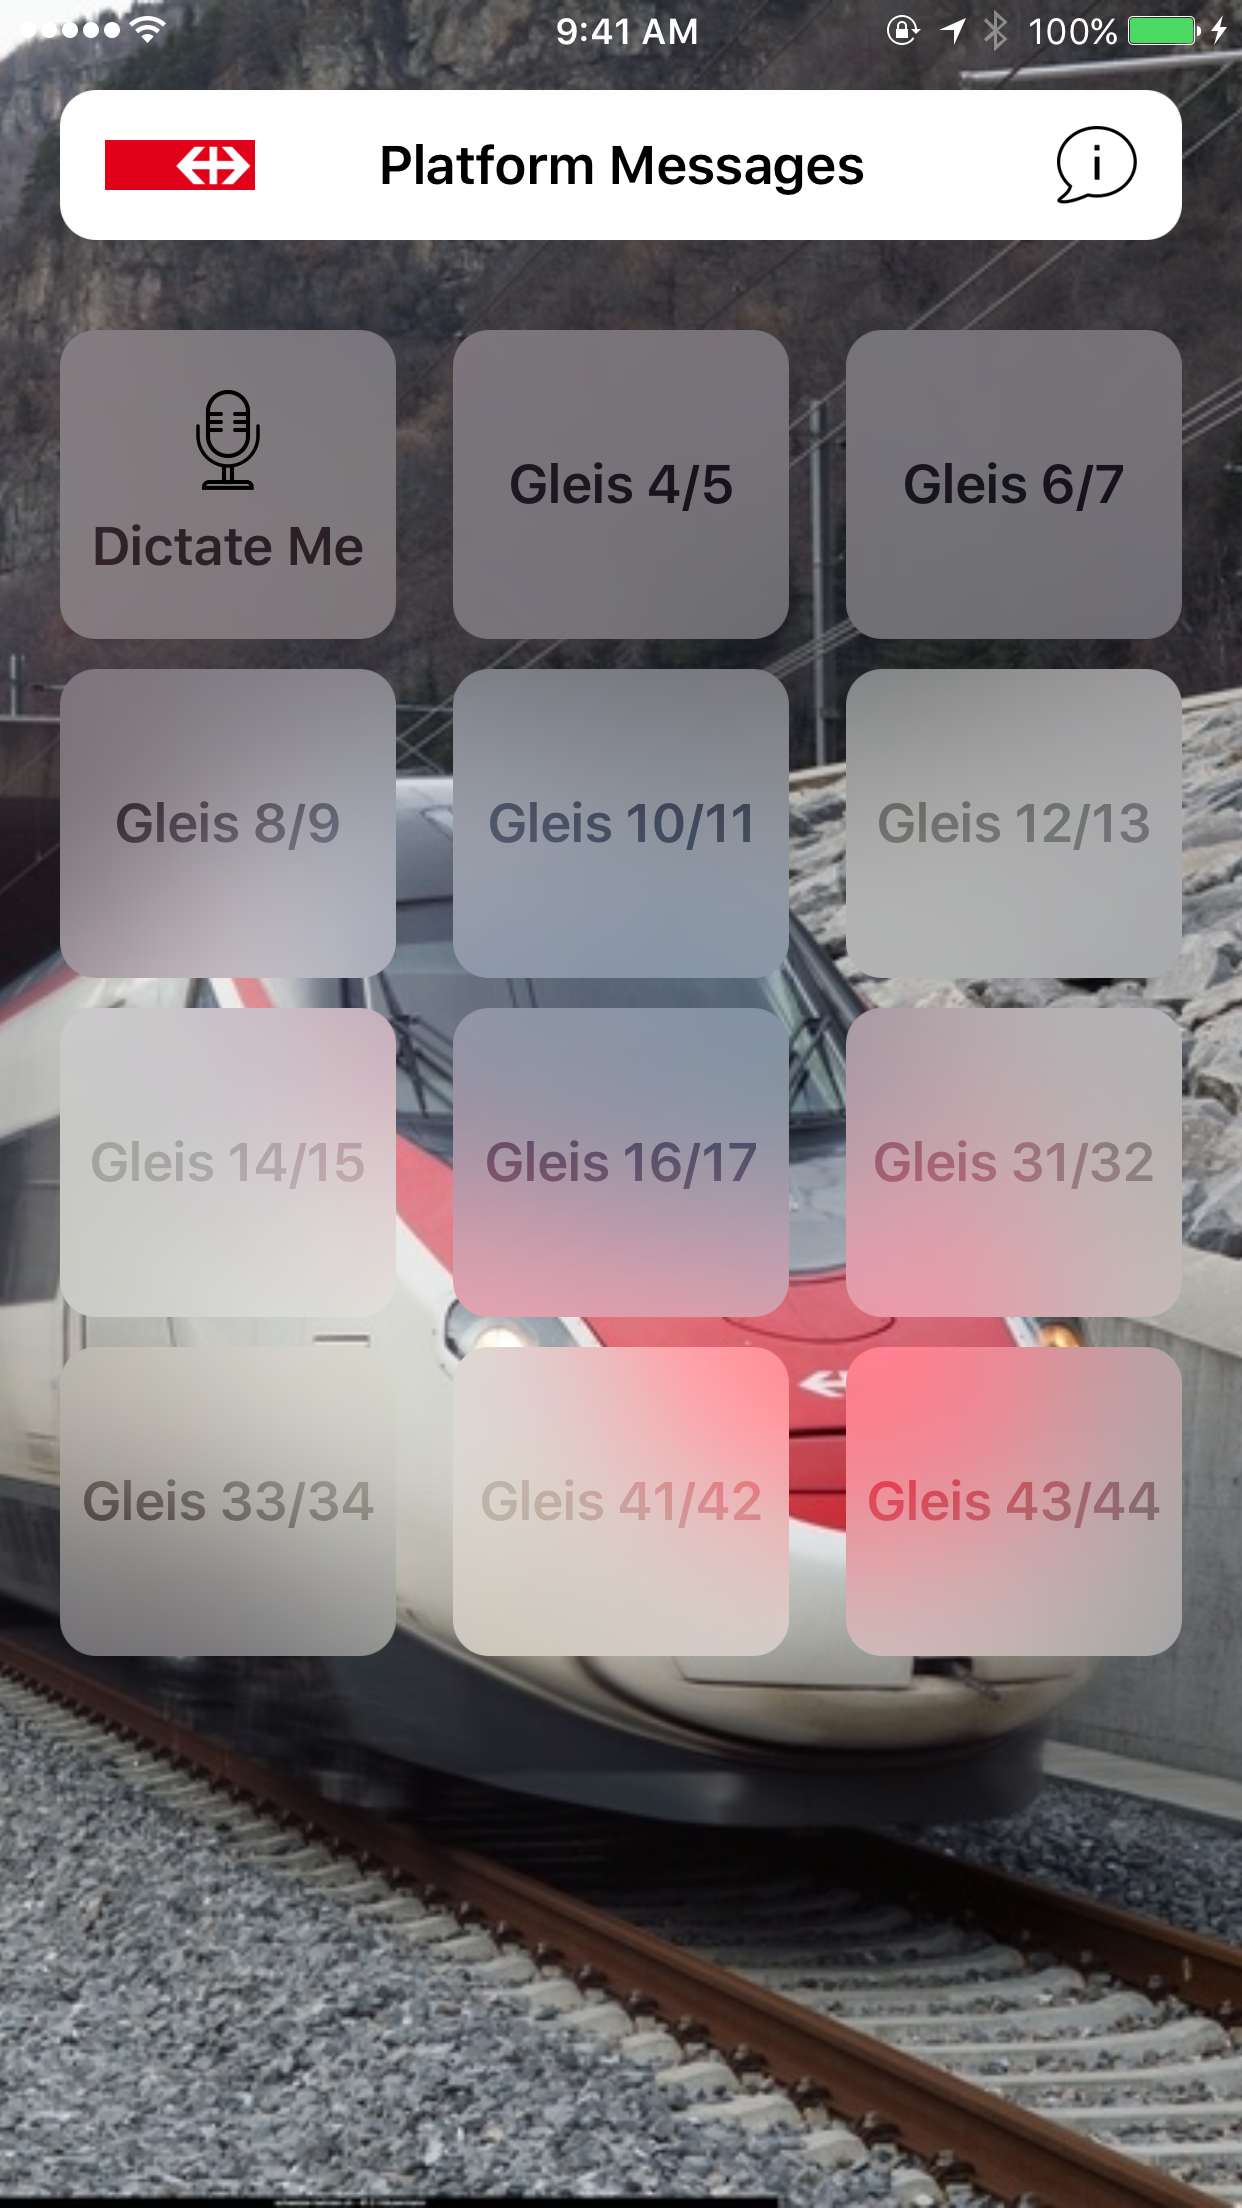 9:41 AM 100%
Platform Messages
Dictate Me
Gleis 4/5
Gleis 6/7
Gleis 8/9
Gleis 10/11
Gleis 12/13
Gleis 14/15
Gleis 16/17
Gleis 31/32
Gleis 33/34
Gleis 41/42
Gleis 43/44